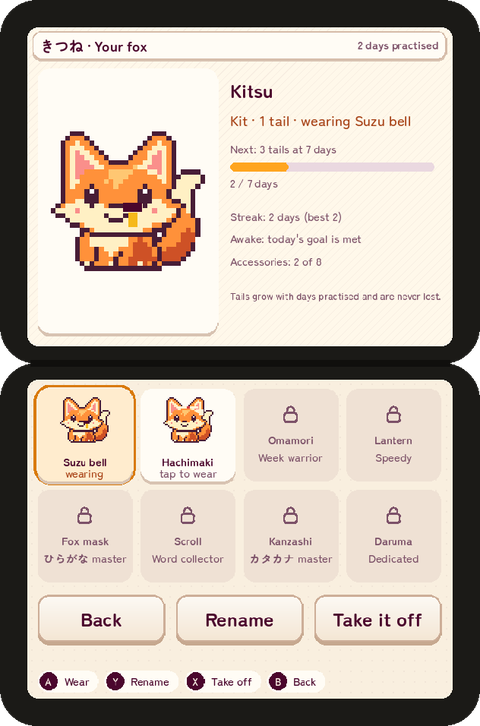 きつね · Your fox
2 days practised
Kitsu
Kit · 1 tail · wearing Suzu bell
Next: 3 tails at 7 days
2 / 7 days
Streak: 2 days (best 2)
Awake: today's goal is met
Accessories: 2 of 8
Tails grow with days practised and are never lost.
Suzu bell
wearing
Hachimaki
tap to wear
Omamori
Week warrior
Lantern
Speedy
Fox mask
ひらがな master
Scroll
Word collector
Kanzashi
カタカナ master
Daruma
Dedicated
Back
Rename
Take it off
A Wear
Y Rename
X Take off
B Back